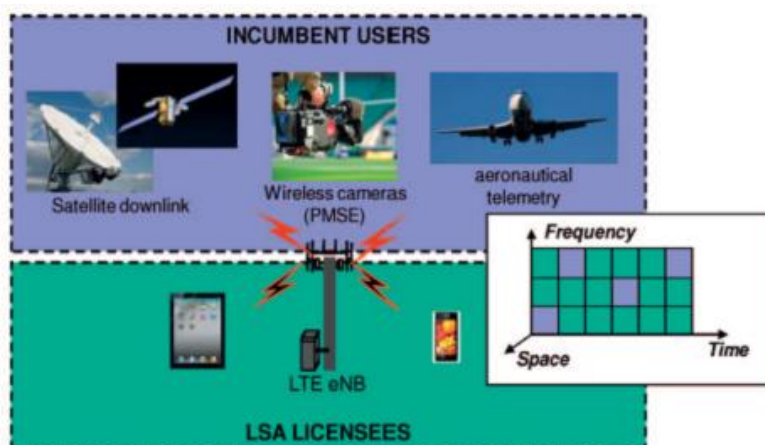 INCUMBENT USERS
Satellite downlink
Wireless cameras
(PMSE)
aeronautical
telemetry
Frequency
Space
Time
LTE eNB
LSA LICENSEES